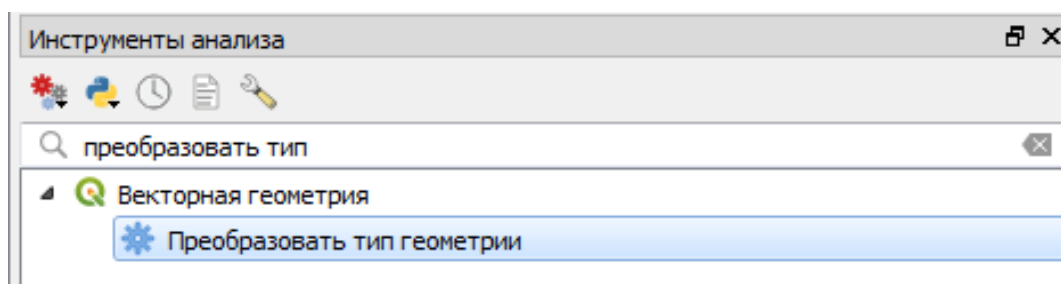 Инструменты анализа
преобразовать тип
Векторная геометрия
Преобразовать тип геометрии